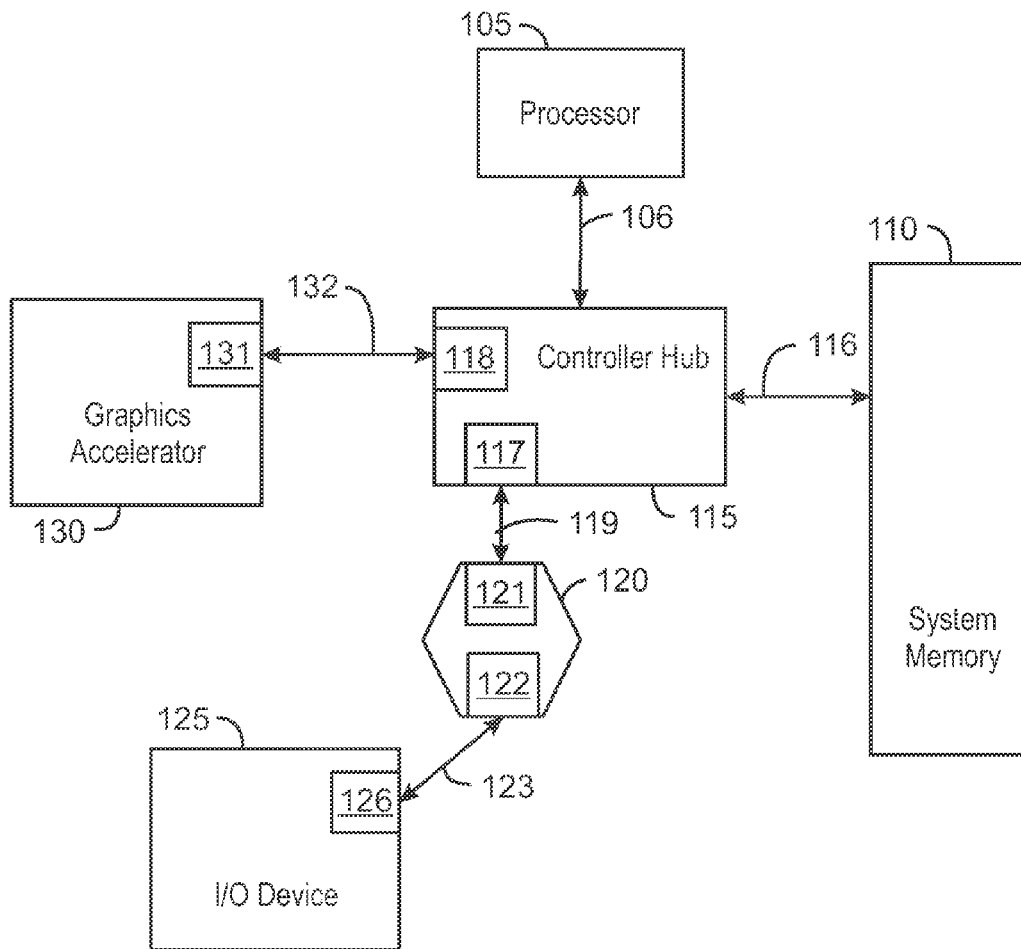 105
Processor
106
110
132
116
131
118
Controller Hub
Graphics
Accelerator
117
130
119
115
121
120
System
Memory
122
125
123
126
I/O Device